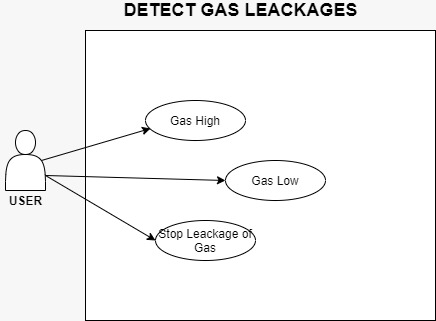 DETECT GAS LEACKAGES
Gas High
Gas Low
USER
Stop Leackage of
Gas